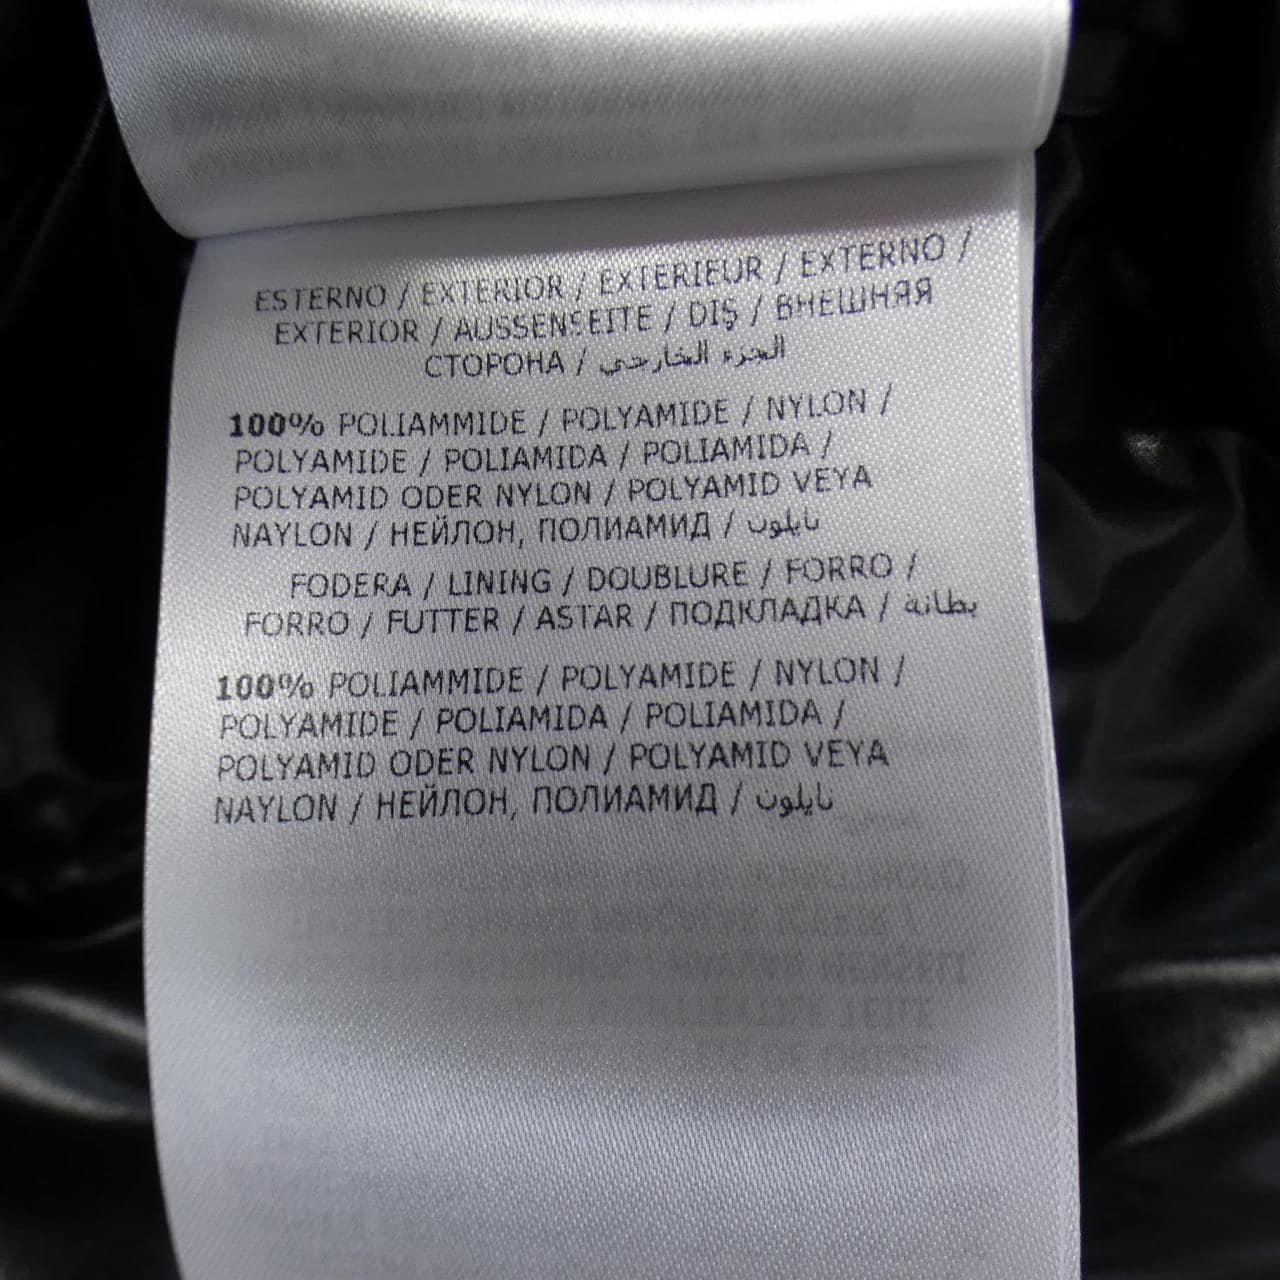 ESTERNO / EXTERIOR / EXTERIEUR / EXTERNO /
EXTERIOR / AUSSENSEITE / DIŞ / ВНЕШНЯЯ
СТОРОНА / الجزء الخارجي
100% POLIAMMIDE / POLYAMIDE / NYLON /
POLYAMIDE / POLIAMIDA / POLIAMIDA /
POLYAMID ODER NYLON / POLYAMID VEYA
NAYLON / НЕЙЛОН, ПОЛИАМИД / نايلون
FODERA / LINING / DOUBLURE / FORRO /
FORRO / FUTTER / ASTAR / ПОДКЛАДКА / بطانة
100% POLIAMMIDE / POLYAMIDE / NYLON /
POLYAMIDE / POLIAMIDA / POLIAMIDA /
POLYAMID ODER NYLON / POLYAMID VEYA
NAYLON / НЕЙЛОН, ПОЛИАМИД / نايلون